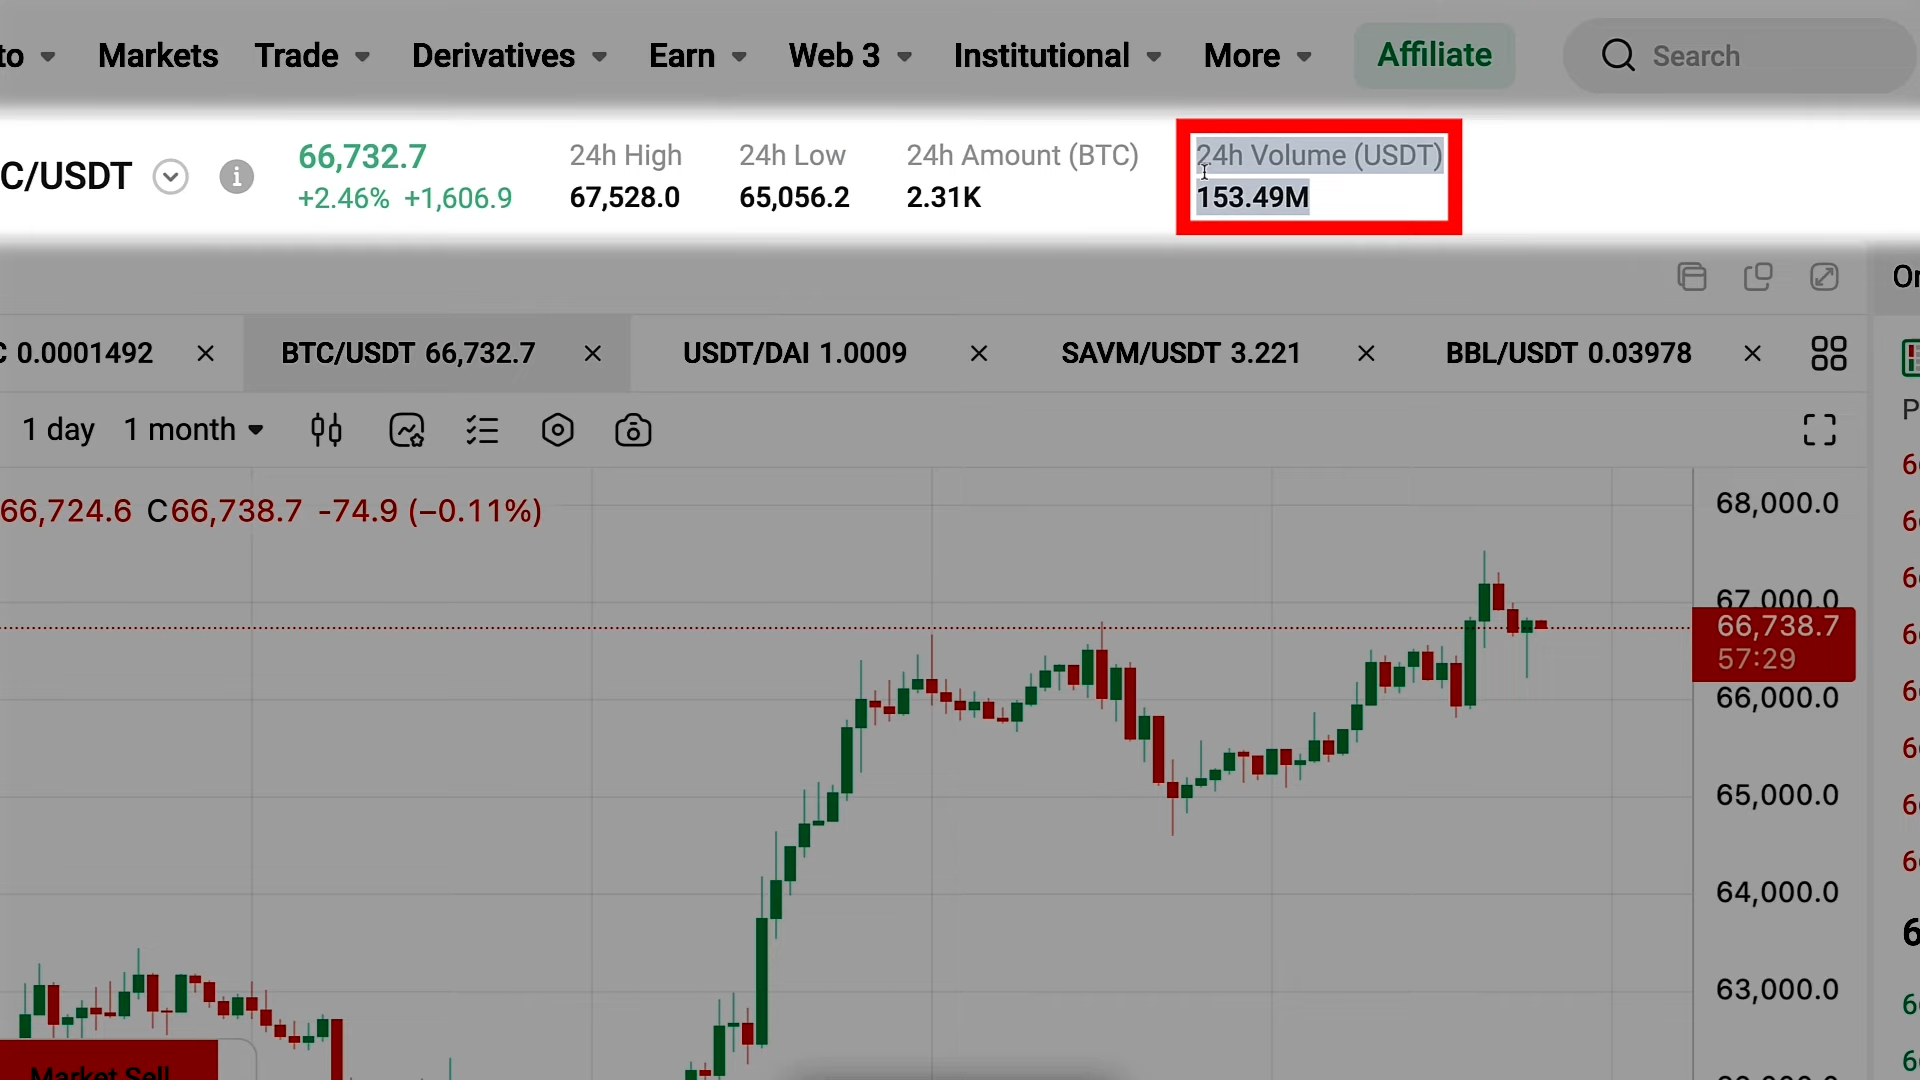 to Markets Trade Derivatives Earn Web 3 Institutional More Affiliate Search
C/USDT
66,732.7
+2.46% +1,606.9
24h High
67,528.0
24h Low
65,056.2
24h Amount (BTC)
2.31K
24h Volume (USDT)
153.49M
Or
C 0.0001492 BTC/USDT 66,732.7 USDT/DAI 1.0009 SAVM/USDT 3.221 BBL/USDT 0.03978
1 day 1 month
66,724.6 C66,738.7 -74.9 (−0.11%)
68,000.0
67,000.0
66,738.7
57:29
66,000.0
65,000.0
64,000.0
63,000.0
Market Sell